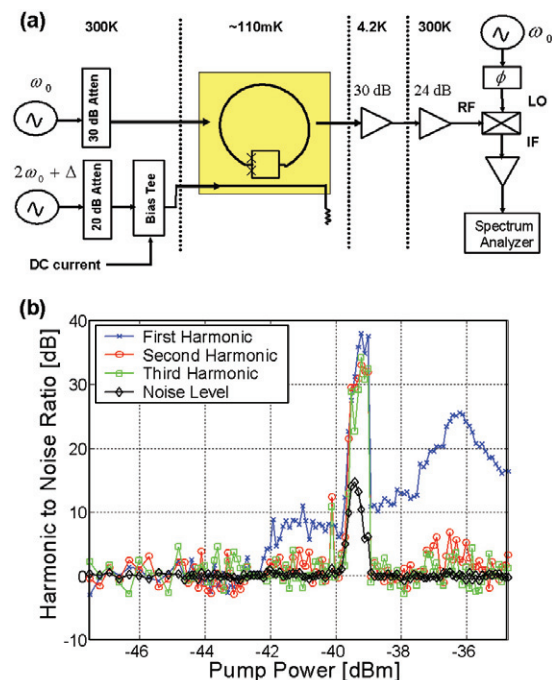 (a)
300K
~110mK
4.2K
300K
ω₀
ω₀
30 dB Atten
30 dB
24 dB
RF
ϕ
LO
IF
2ω₀ + Δ
20 dB Atten
Bias Tee
DC current
Spectrum
Analyzer
(b)
Harmonic to Noise Ratio [dB]
40
30
20
10
0
-10
First Harmonic
Second Harmonic
Third Harmonic
Noise Level
-46 -44 -42 -40 -38 -36
Pump Power [dBm]